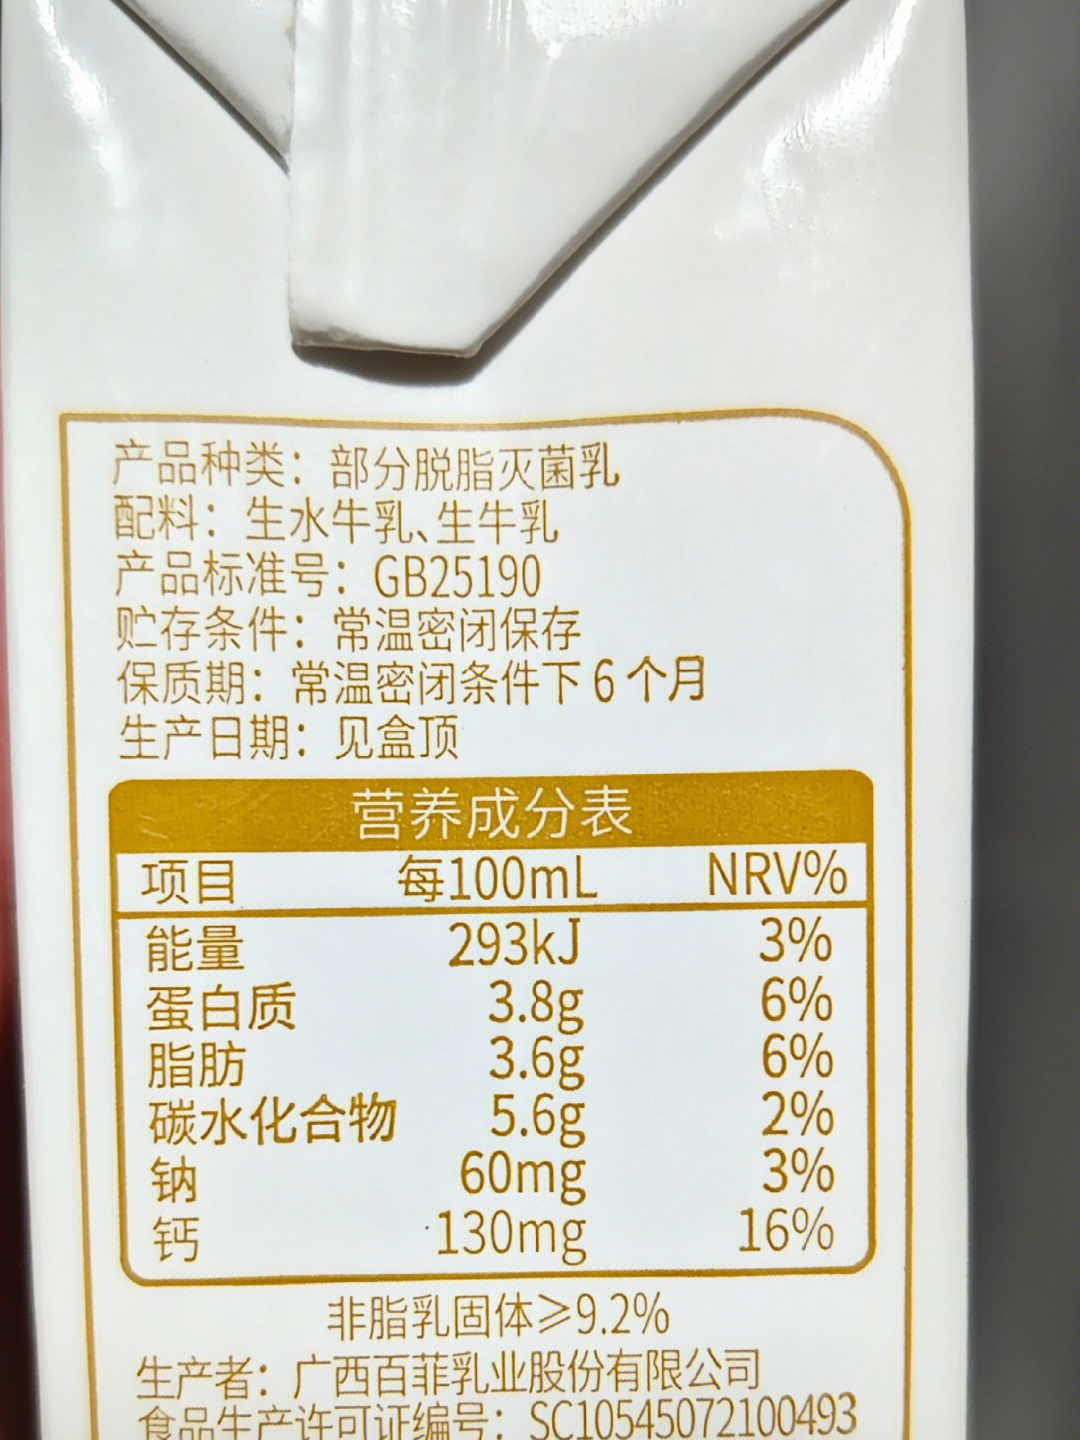 产品种类：部分脱脂灭菌乳
配料：生水牛乳、生牛乳
产品标准号：GB25190
贮存条件：常温密闭保存
保质期：常温密闭条件下6个月
生产日期：见盒顶
营养成分表
项目 每100mL NRV%
能量 293kJ 3%
蛋白质 3.8g 6%
脂肪 3.6g 6%
碳水化合物 5.6g 2%
钠 60mg 3%
钙 130mg 16%
非脂乳固体≥9.2%
生产者：广西百菲乳业股份有限公司
食品生产许可证编号：SC10545072100493